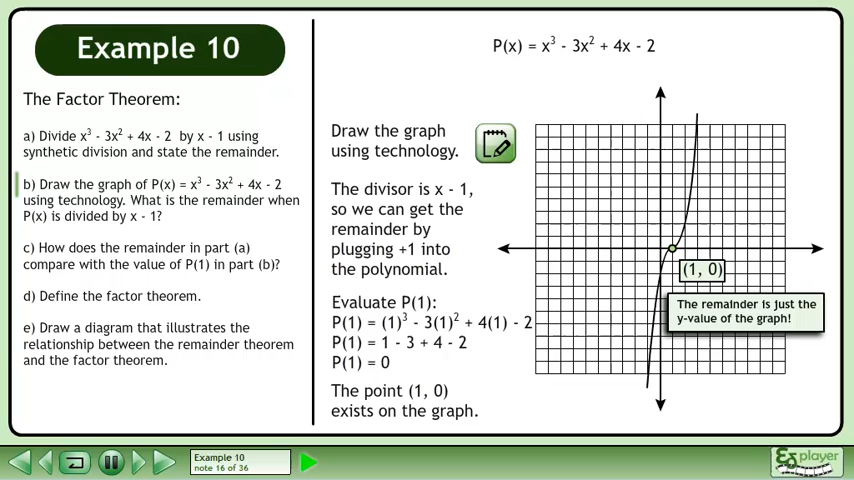 Example 10
The Factor Theorem:
a) Divide x³ - 3x² + 4x - 2 by x - 1 using
synthetic division and state the remainder.
b) Draw the graph of P(x) = x³ - 3x² + 4x - 2
using technology. What is the remainder when
P(x) is divided by x - 1?
c) How does the remainder in part (a)
compare with the value of P(1) in part (b)?
d) Define the factor theorem.
e) Draw a diagram that illustrates the
relationship between the remainder theorem
and the factor theorem.
P(x) = x³ - 3x² + 4x - 2
Draw the graph
using technology.
The divisor is x - 1,
so we can get the
remainder by
plugging +1 into
the polynomial.
Evaluate P(1):
P(1) = (1)³ - 3(1)² + 4(1) - 2
P(1) = 1 - 3 + 4 - 2
P(1) = 0
The point (1, 0)
exists on the graph.
(1, 0)
The remainder is just the
y-value of the graph!
Example 10
note 16 of 36
player